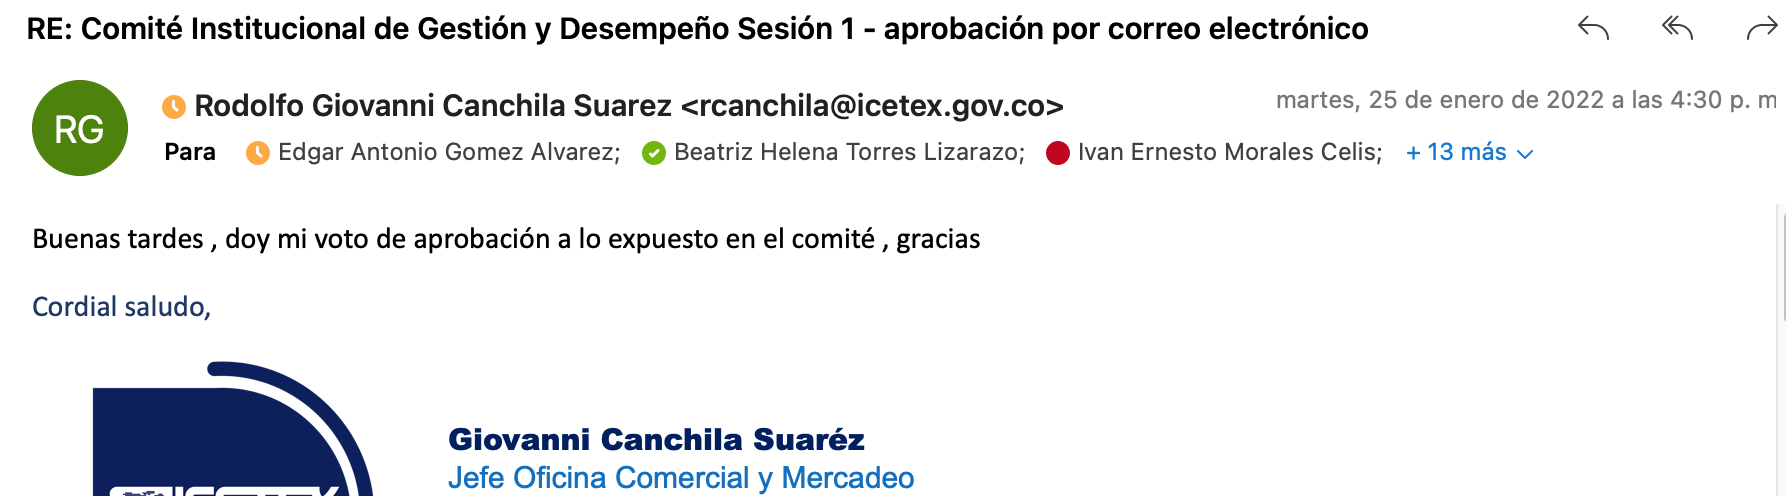 RE: Comité Institucional de Gestión y Desempeño Sesión 1 - aprobación por correo electrónico
RG
Rodolfo Giovanni Canchila Suarez <rcanchila@icetex.gov.co>
martes, 25 de enero de 2022 a las 4:30 p. m
Para Edgar Antonio Gomez Alvarez; Beatriz Helena Torres Lizarazo; Ivan Ernesto Morales Celis; + 13 más
Buenas tardes , doy mi voto de aprobación a lo expuesto en el comité , gracias
Cordial saludo,
Giovanni Canchila Suaréz
Jefe Oficina Comercial y Mercadeo